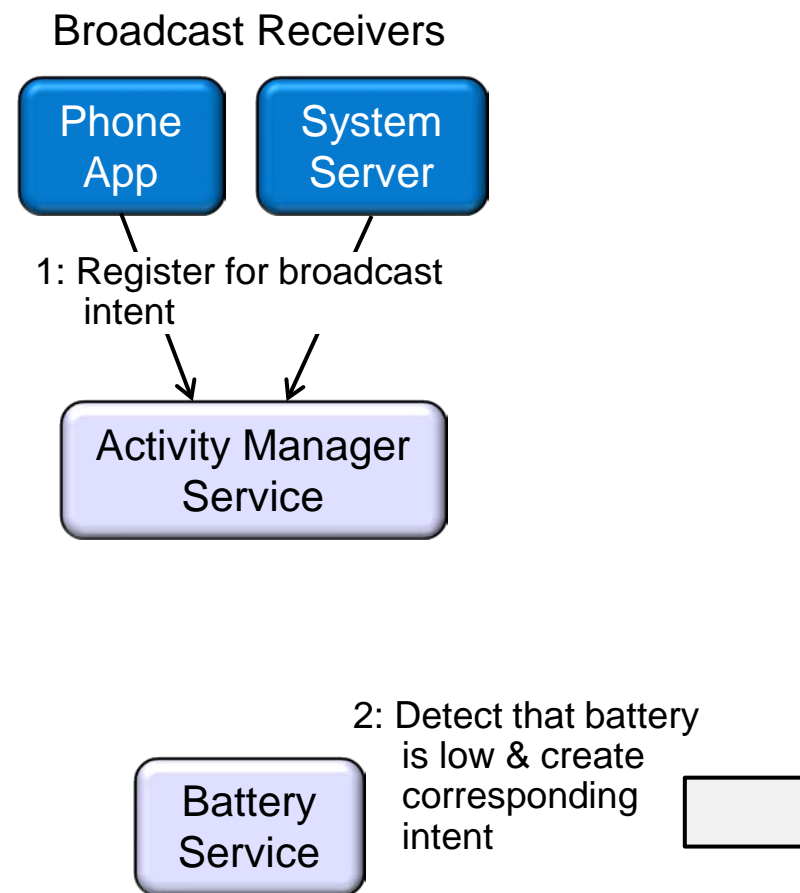 Broadcast Receivers
Phone
App
System
Server
1: Register for broadcast
intent
Activity Manager
Service
2: Detect that battery
is low & create
corresponding
intent
Battery
Service